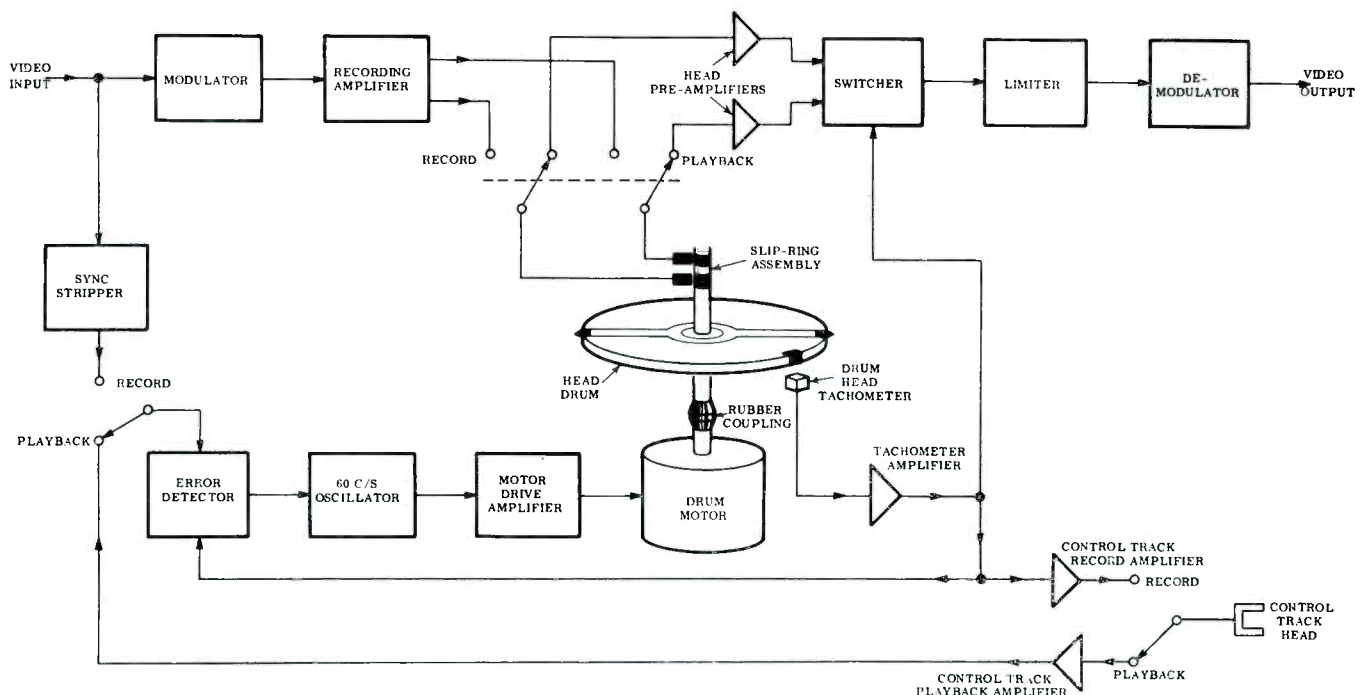 VIDEO
INPUT
MODULATOR
RECORDING
AMPLIFIER
HEAD
PRE-AMPLIFIERS
SWITCHER
LIMITER
DE-
MODULATOR
VIDEO
OUTPUT
RECORD
PLAYBACK
SYNC
STRIPPER
SLIP-RING
ASSEMBLY
RECORD
HEAD
DRUM
DRUM
HEAD
TACHOMETER
RUBBER
COUPLING
PLAYBACK
ERROR
DETECTOR
60 C/S
OSCILLATOR
MOTOR
DRIVE
AMPLIFIER
DRUM
MOTOR
TACHOMETER
AMPLIFIER
CONTROL TRACK
RECORD AMPLIFIER
RECORD
CONTROL
TRACK
HEAD
PLAYBACK
CONTROL TRACK
PLAYBACK AMPLIFIER